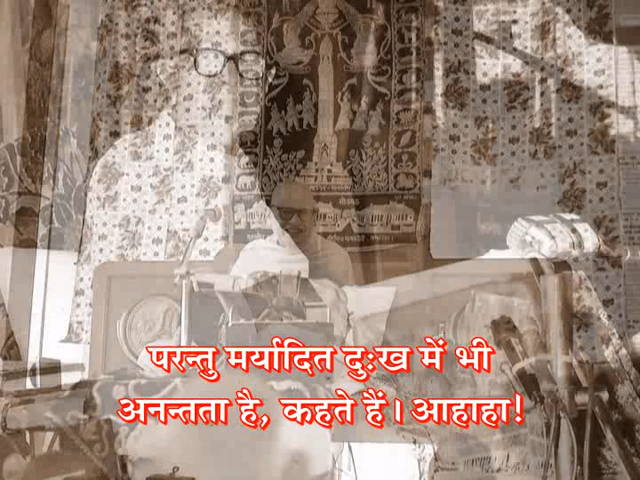 परन्तु मर्यादित दुःख में भी
अनन्तता है, कहते हैं। आहाहा!